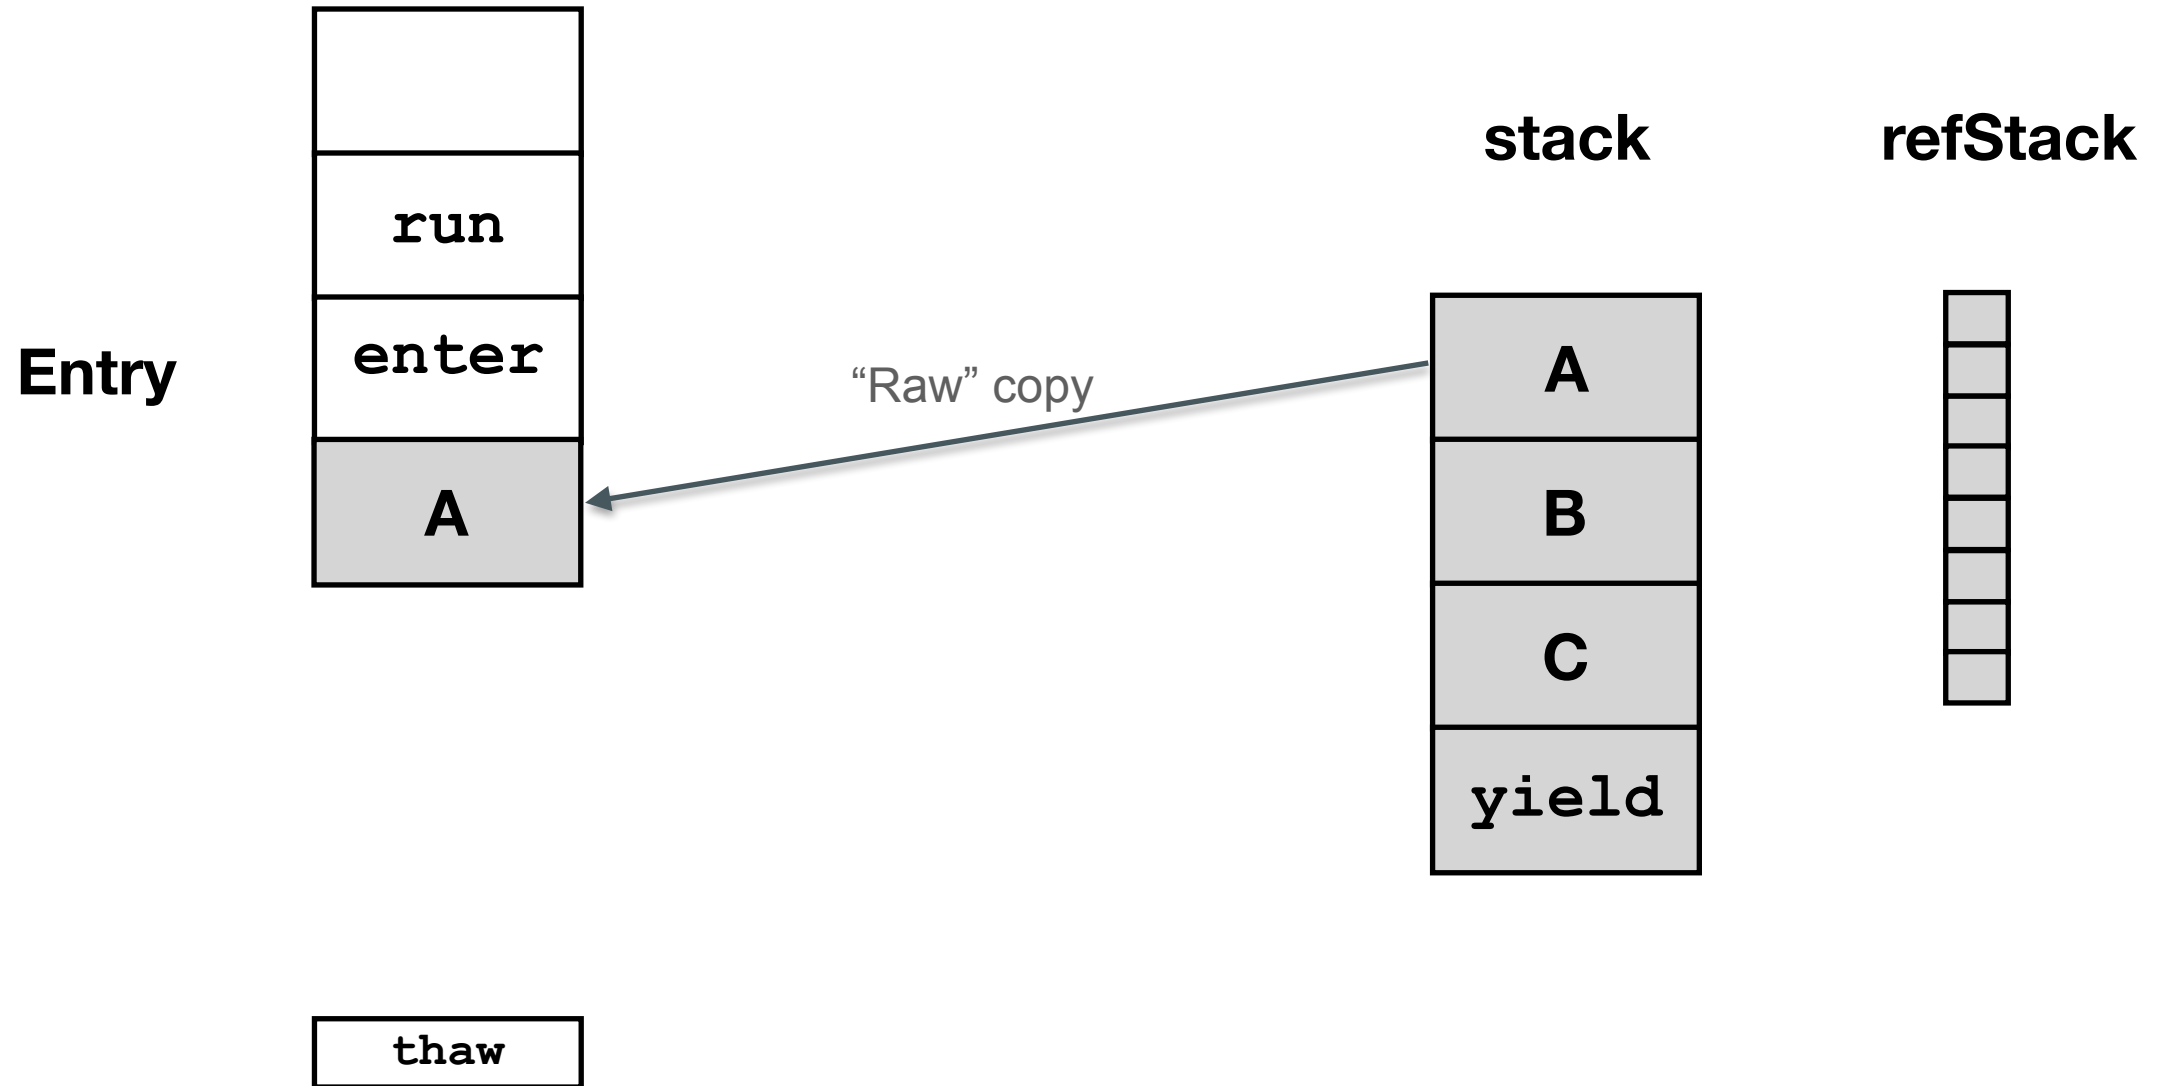 stack
refStack
run
Entry
enter
“Raw” copy
A
A
B
C
yield
thaw